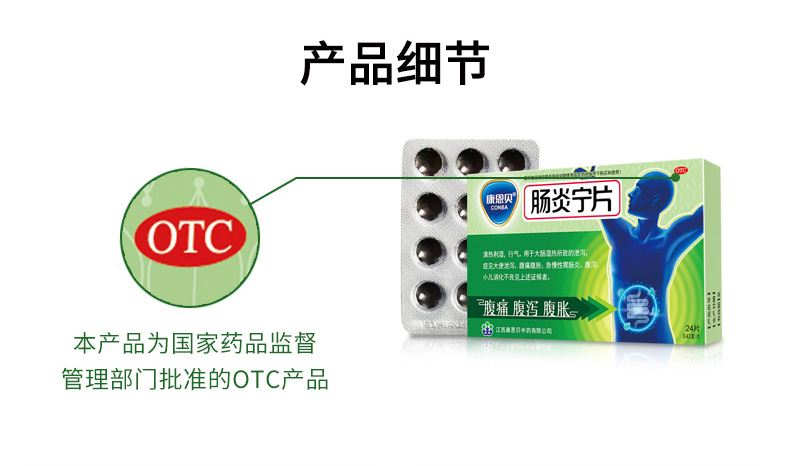 产品细节
OTC
本产品为国家药品监督
管理部门批准的OTC产品
OTC
康恩贝®
CONBA
肠炎宁片
清热利湿，行气。用于大肠湿热所致的泄泻，
症见大便泄泻，腹痛腹胀；急慢性胃肠炎、腹泻、
小儿消化不良见上述证候者。
腹痛 腹泻 腹胀
江西康恩贝中药有限公司
24片
0.42克/片